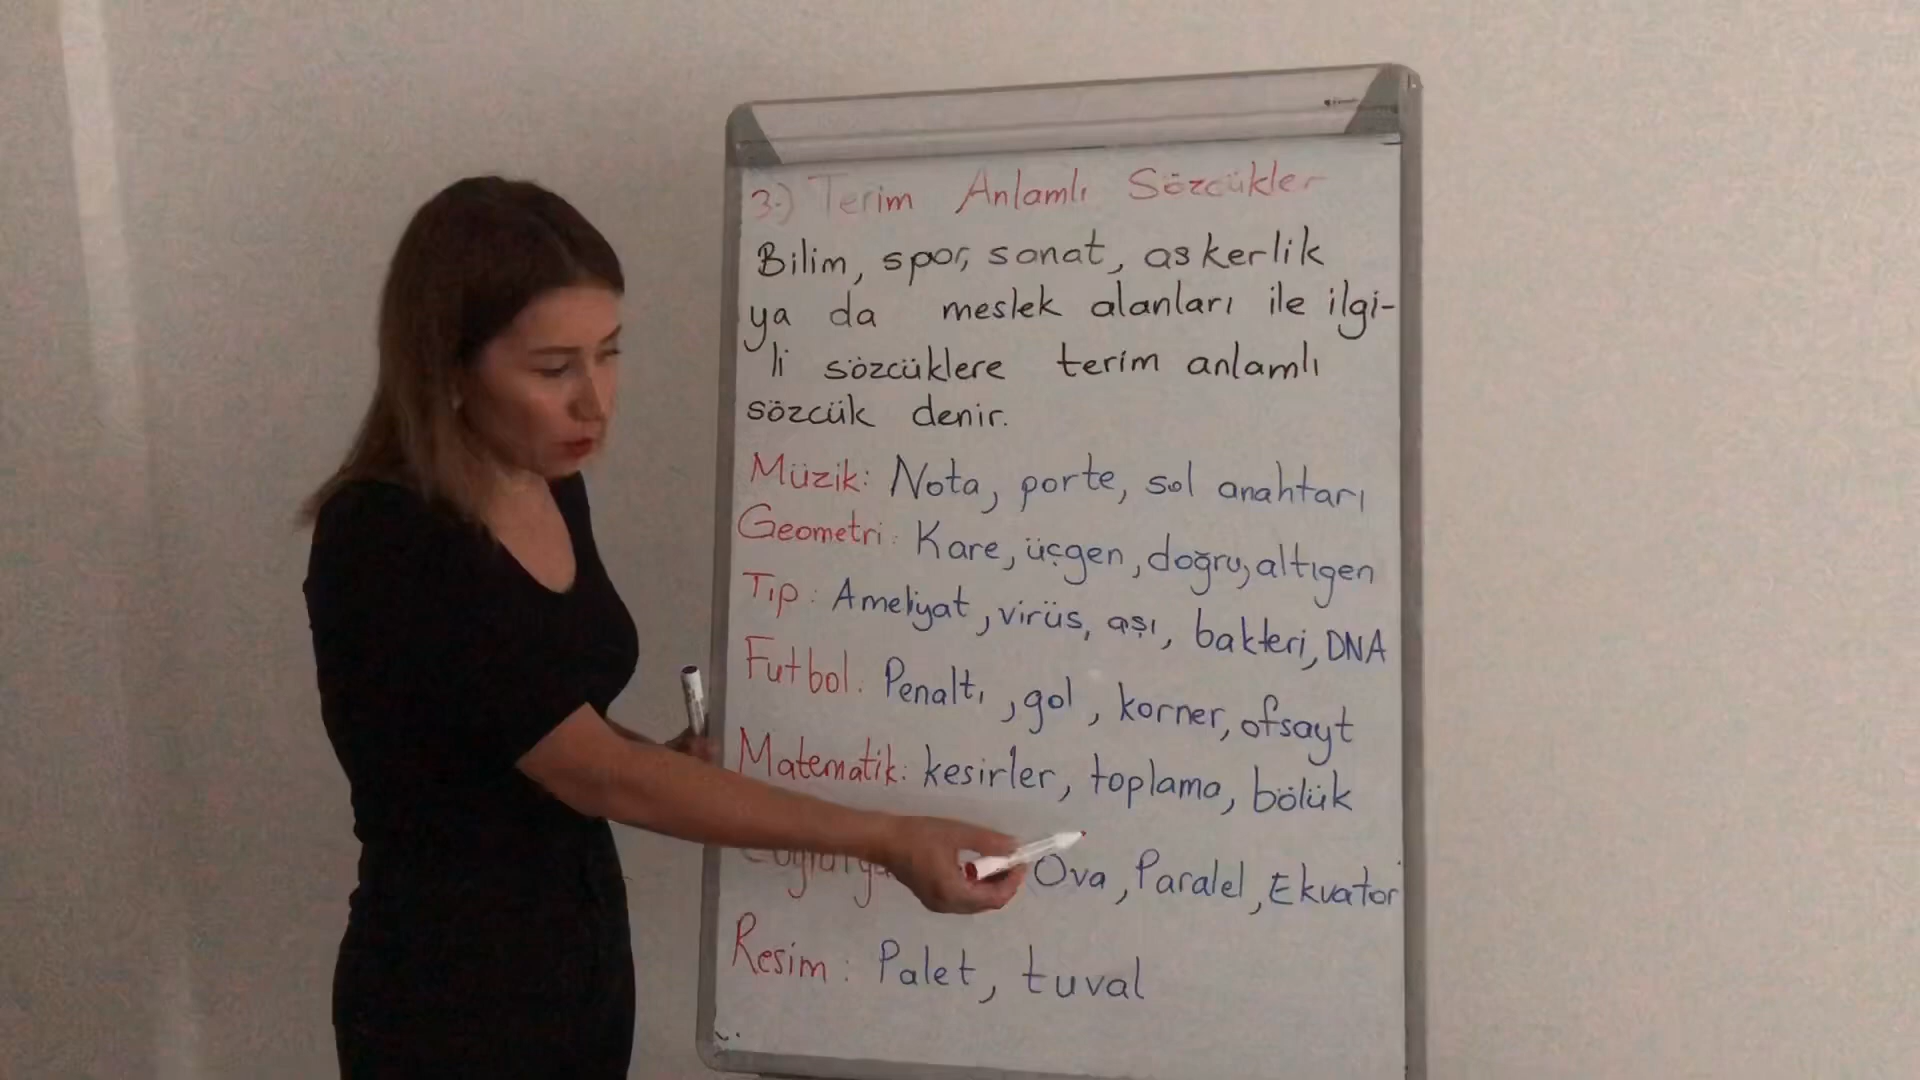 3.) Terim Anlamlı Sözcükler
Bilim, spor, sanat, askerlik
ya da meslek alanları ile ilgi-
li sözcüklere terim anlamlı
sözcük denir.
Müzik: Nota, porte, sol anahtarı
Geometri: Kare, üçgen, doğru, altıgen
Tıp: Ameliyat, virüs, aşı, bakteri, DNA
Futbol: Penaltı, gol, korner, ofsayt
Matematik: kesirler, toplama, bölük
Ova, Paralel, Ekvator
Resim: Palet, tuval